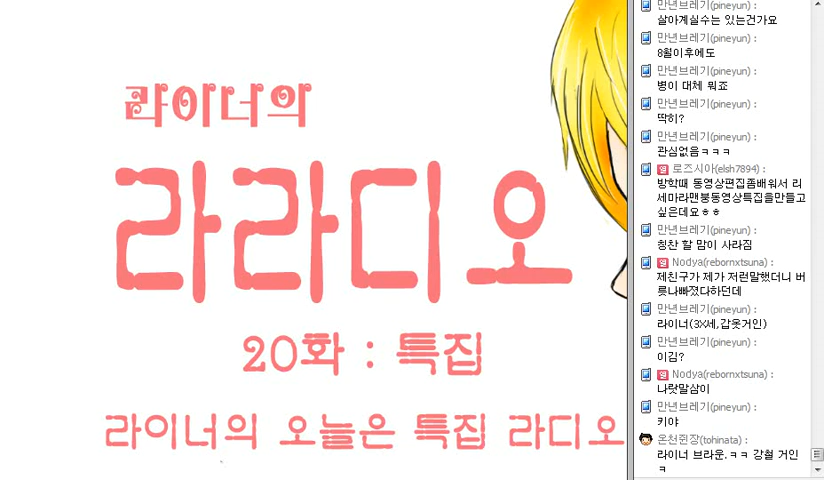 라이너의
라라디오
20화 : 특집
라이너의 오늘은 특집 라디오
만년브레기(pineyun) :
살아계실수는 있는건가요
만년브레기(pineyun) :
8월이후에도
만년브레기(pineyun) :
병이 대체 뭐죠
만년브레기(pineyun) :
딱히?
만년브레기(pineyun) :
관심없음ㅋㅋㅋ
열 로즈시아(elsh7894) :
방학때 동영상편집좀배워서 리
세마라맨붕동영상특집을만들고
싶은데요ㅎㅎ
만년브레기(pineyun) :
칭찬 할 맘이 사라짐
열 Nodya(rebornxtsuna) :
제친구가 제가 저런말했더니 버
릇나빠졌다하던데
만년브레기(pineyun) :
라이너(3X세,갑옷거인)
만년브레기(pineyun) :
이김?
열 Nodya(rebornxtsuna) :
나랏말삼이
만년브레기(pineyun) :
키야
온천쥔장(tohinata) :
라이너 브라운.ㅋㅋ 강철 거인
ㅋ